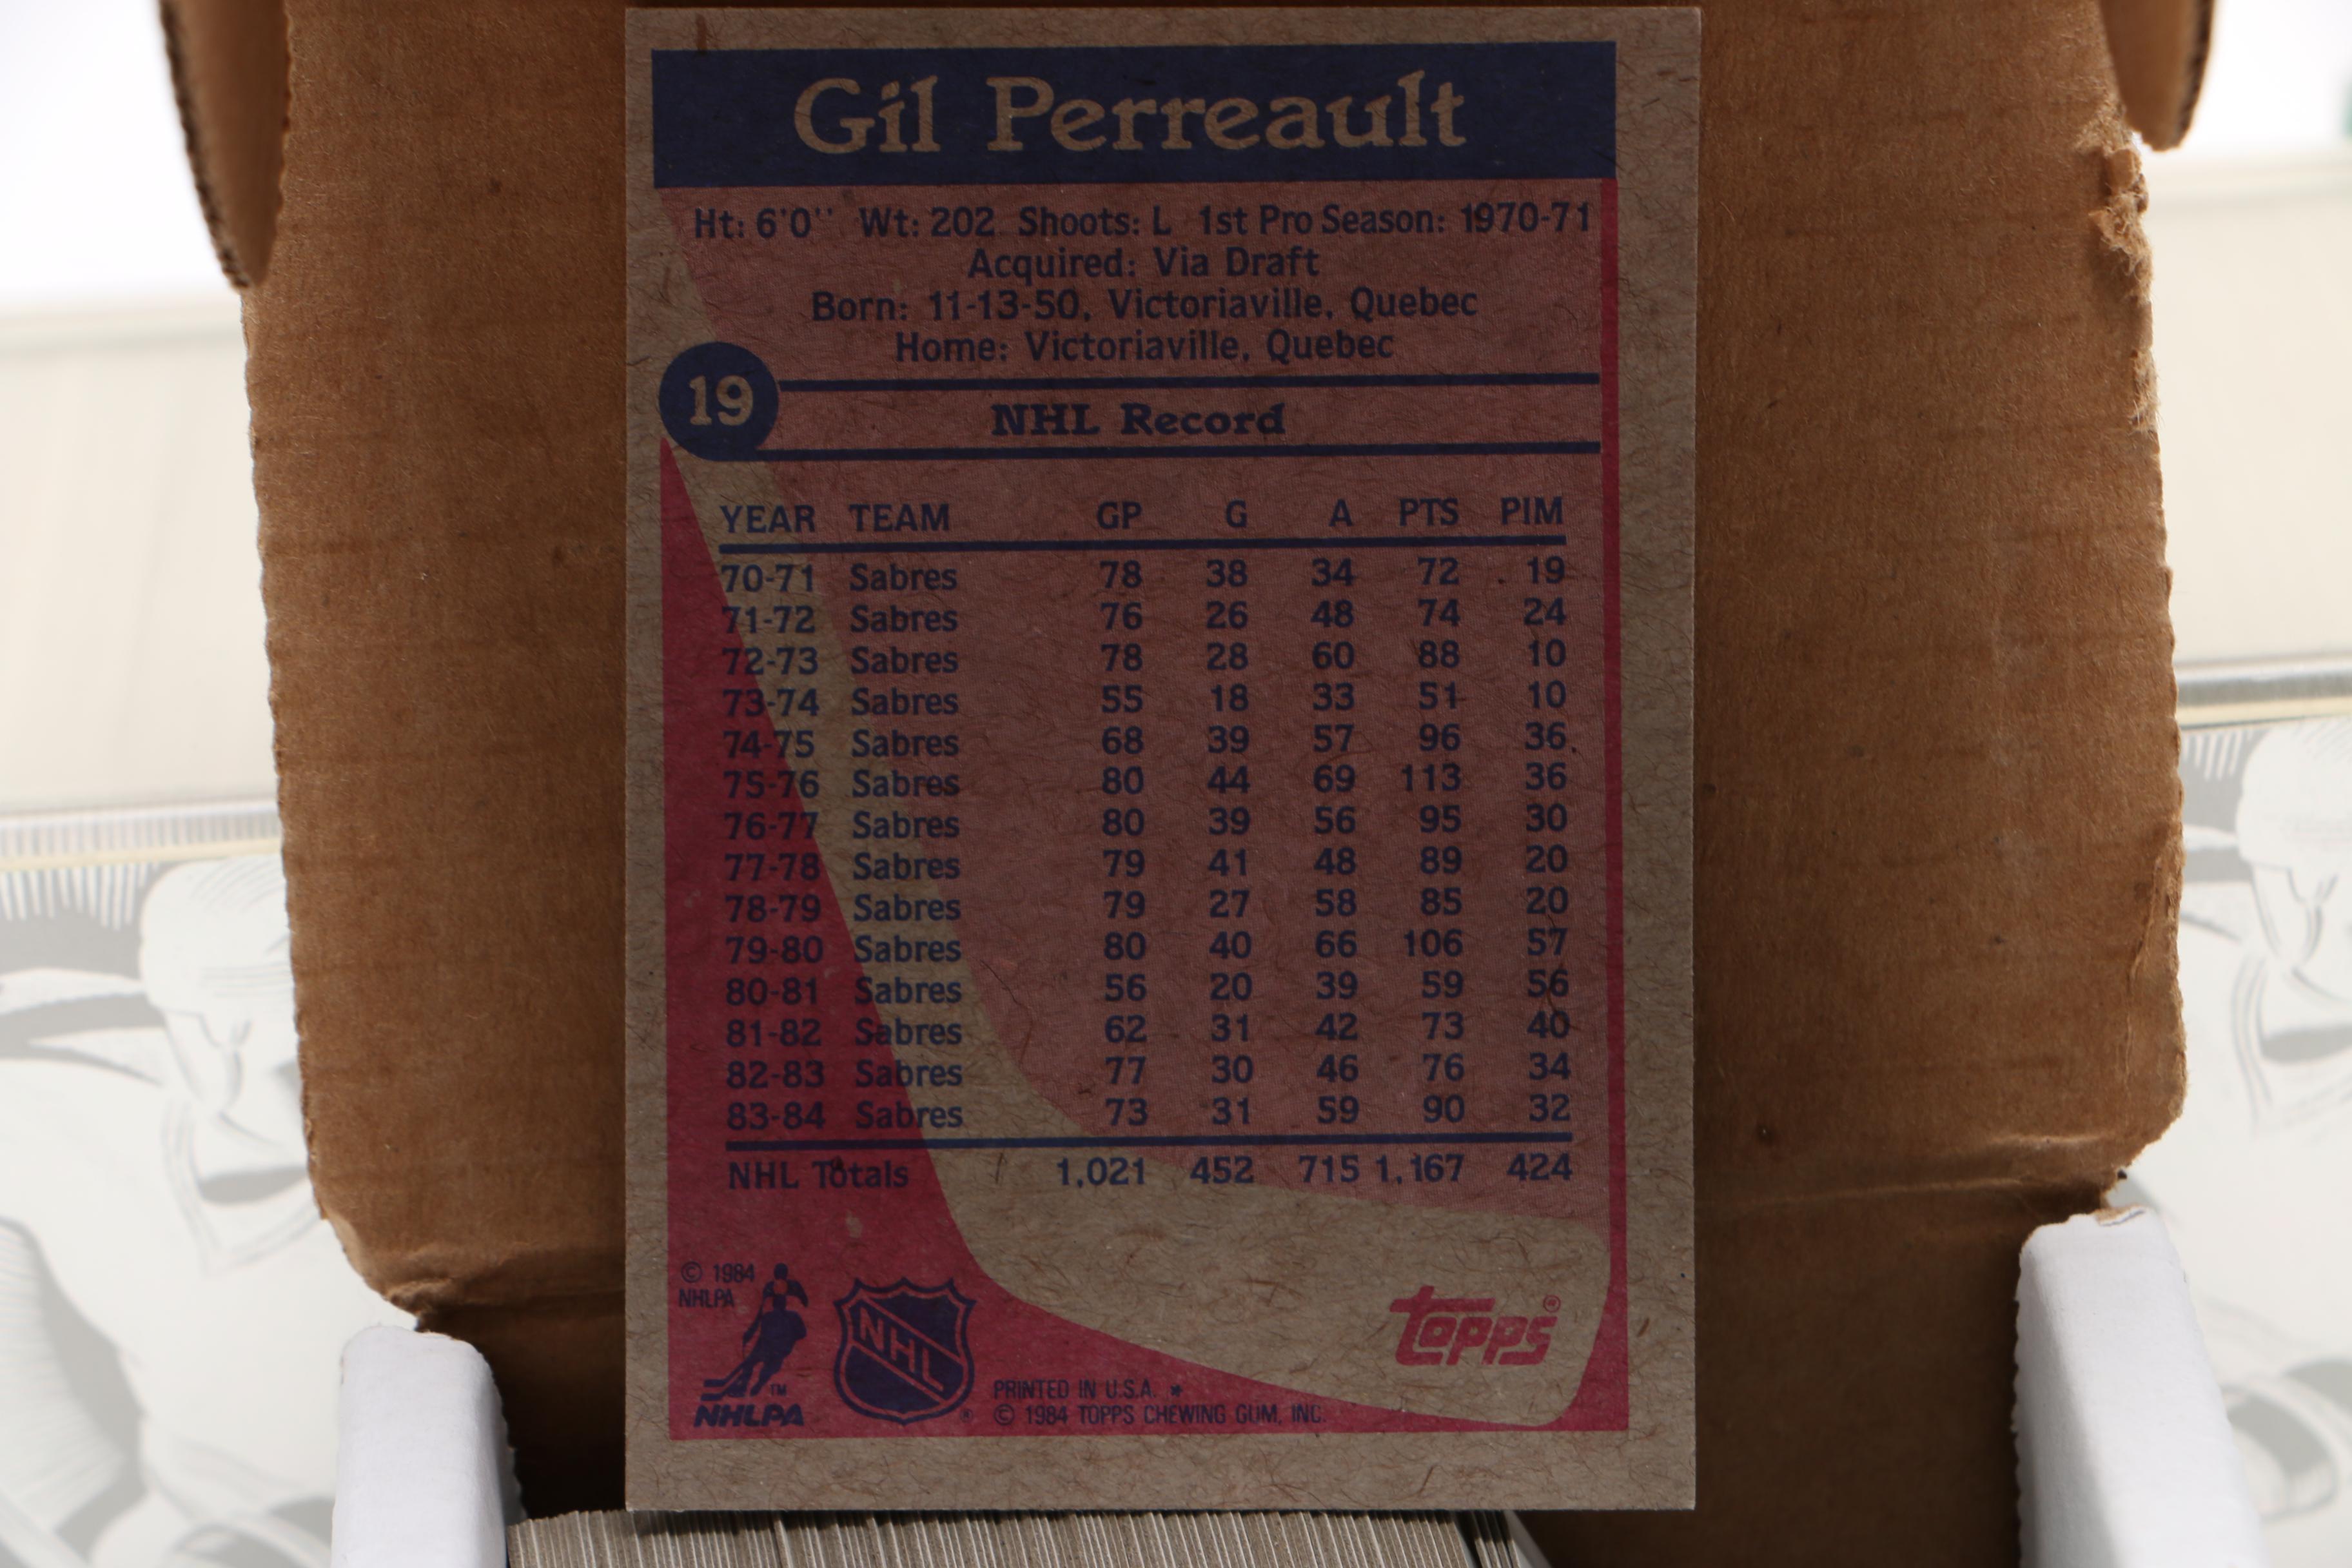 Gil Perreault
Ht: 6'0'' Wt: 202 Shoots: L 1st Pro Season: 1970-71
Acquired: Via Draft
Born: 11-13-50, Victoriaville, Quebec
Home: Victoriaville, Quebec
19
NHL Record
YEAR TEAM GP G A PTS PIM
70-71 Sabres 78 38 34 72 19
71-72 Sabres 76 26 48 74 24
72-73 Sabres 78 28 60 88 10
73-74 Sabres 55 18 33 51 10
74-75 Sabres 68 39 57 96 36
75-76 Sabres 80 44 69 113 36
76-77 Sabres 80 39 56 95 30
77-78 Sabres 79 41 48 89 20
78-79 Sabres 79 27 58 85 20
79-80 Sabres 80 40 66 106 57
80-81 Sabres 56 20 39 59 56
81-82 Sabres 62 31 42 73 40
82-83 Sabres 77 30 46 76 34
83-84 Sabres 73 31 59 90 32
NHL Totals 1,021 452 715 1,167 424
© 1984
NHLPA
NHL
topps®
TM
NHLPA
®
PRINTED IN U.S.A. *
© 1984 TOPPS CHEWING GUM, INC.